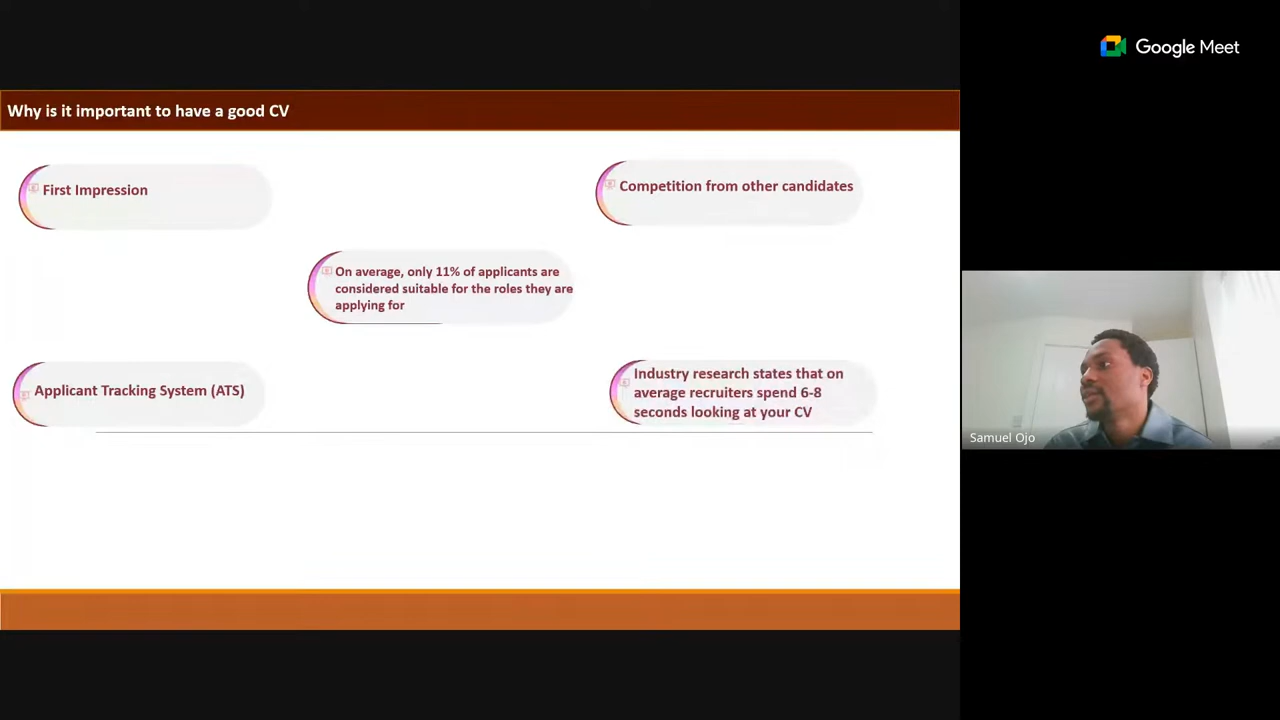 Google Meet
Why is it important to have a good CV
First Impression
Competition from other candidates
On average, only 11% of applicants are
considered suitable for the roles they are
applying for
Applicant Tracking System (ATS)
Industry research states that on
average recruiters spend 6-8
seconds looking at your CV
Samuel Ojo